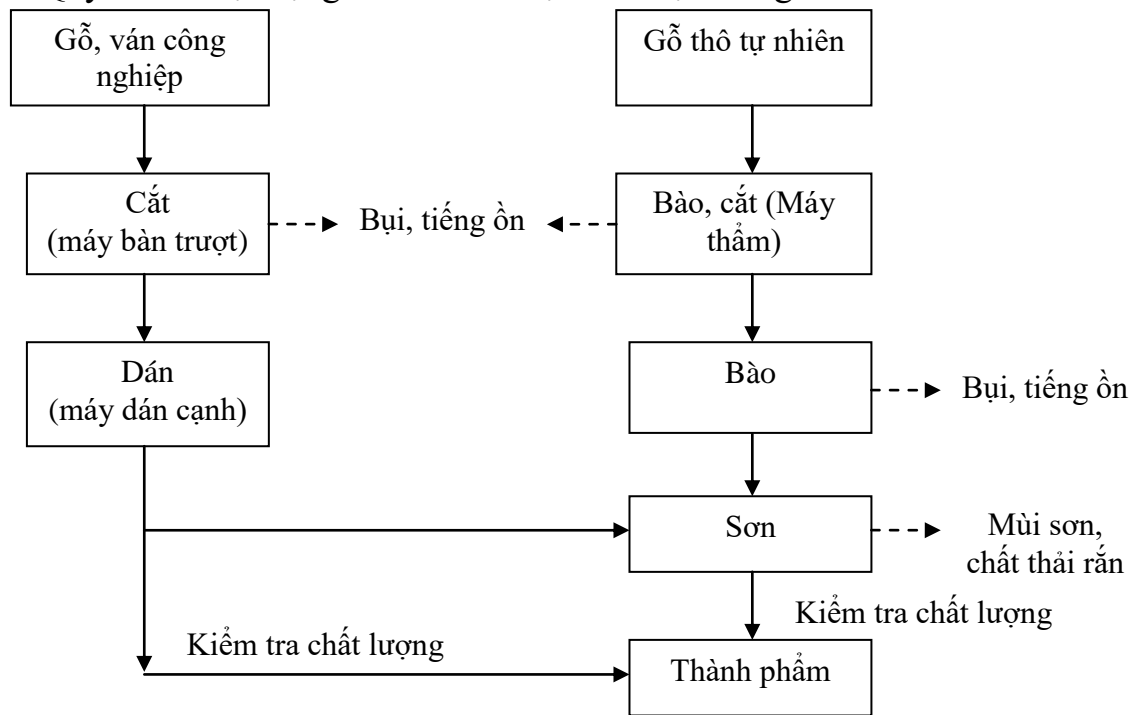 Gỗ, ván công
nghiệp
Gỗ thô tự nhiên
Cắt
(máy bàn trượt)
Bụi, tiếng ồn
Bào, cắt (Máy
thẩm)
Dán
(máy dán cạnh)
Bào
Bụi, tiếng ồn
Sơn
Mùi sơn,
chất thải rắn
Kiểm tra chất lượng
Kiểm tra chất lượng
Thành phẩm